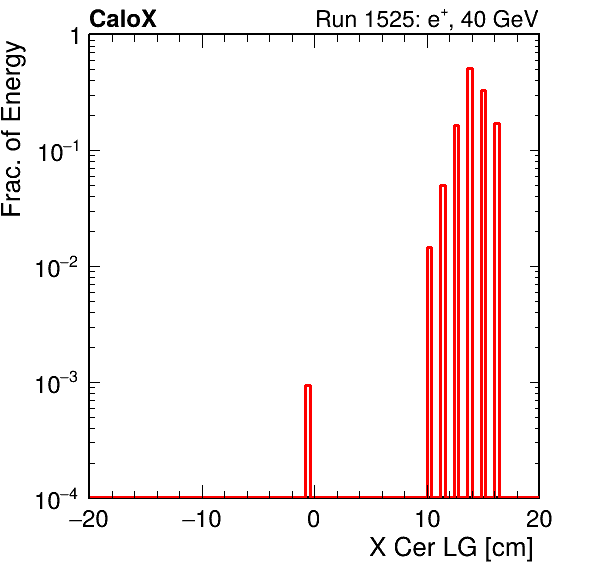 CaloX Run 1525: e⁺, 40 GeV
Frac. of Energy
1
10⁻¹
10⁻²
10⁻³
10⁻⁴
−20 −10 0 10 20
X Cer LG [cm]